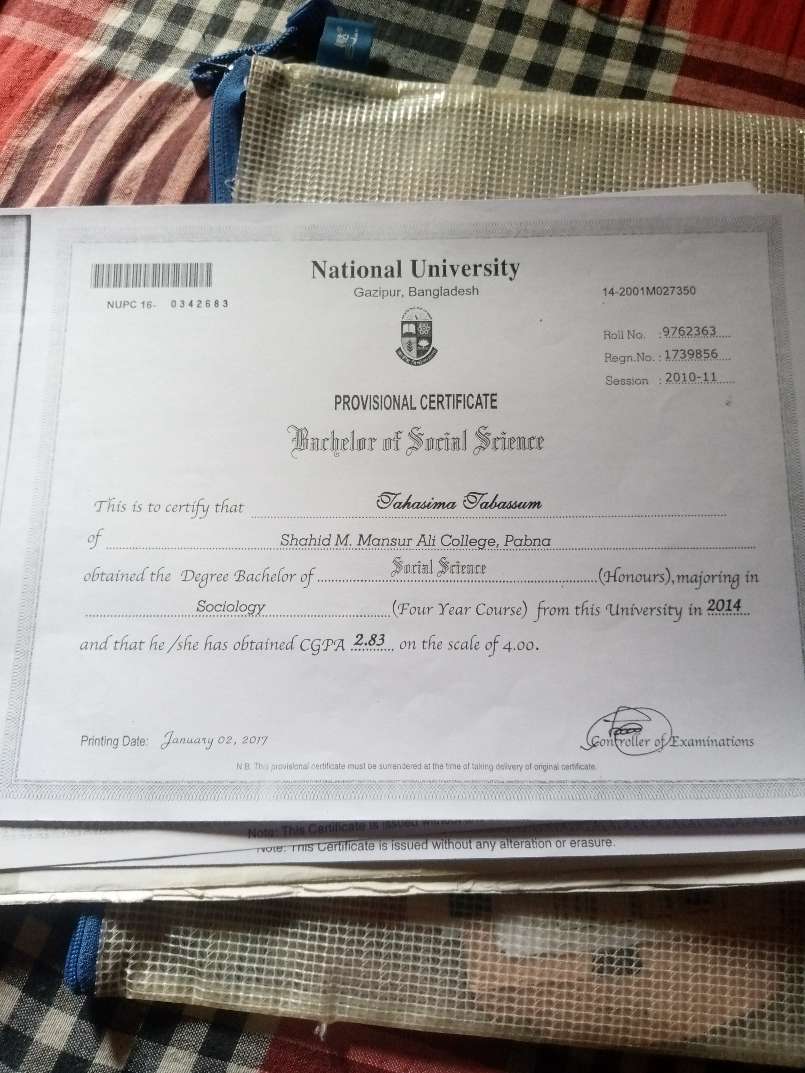 National University
Gazipur, Bangladesh
NUPC 16- 0342683
14-2001M027350
Roll No. : 9762363
Regn.No. : 1739856
Session : 2010-11
PROVISIONAL CERTIFICATE
Bachelor of Social Science
This is to certify that Tahasima Tabassum
of Shahid M. Mansur Ali College, Pabna
obtained the Degree Bachelor of Social Science (Honours), majoring in
Sociology (Four Year Course) from this University in 2014
and that he /she has obtained CGPA 2.83 on the scale of 4.00.
Printing Date: January 02, 2017
Controller of Examinations
N.B. This provisional certificate must be surrendered at the time of taking delivery of original certificate.
Note: This Certificate is issued without
Note: This Certificate is issued without any alteration or erasure.